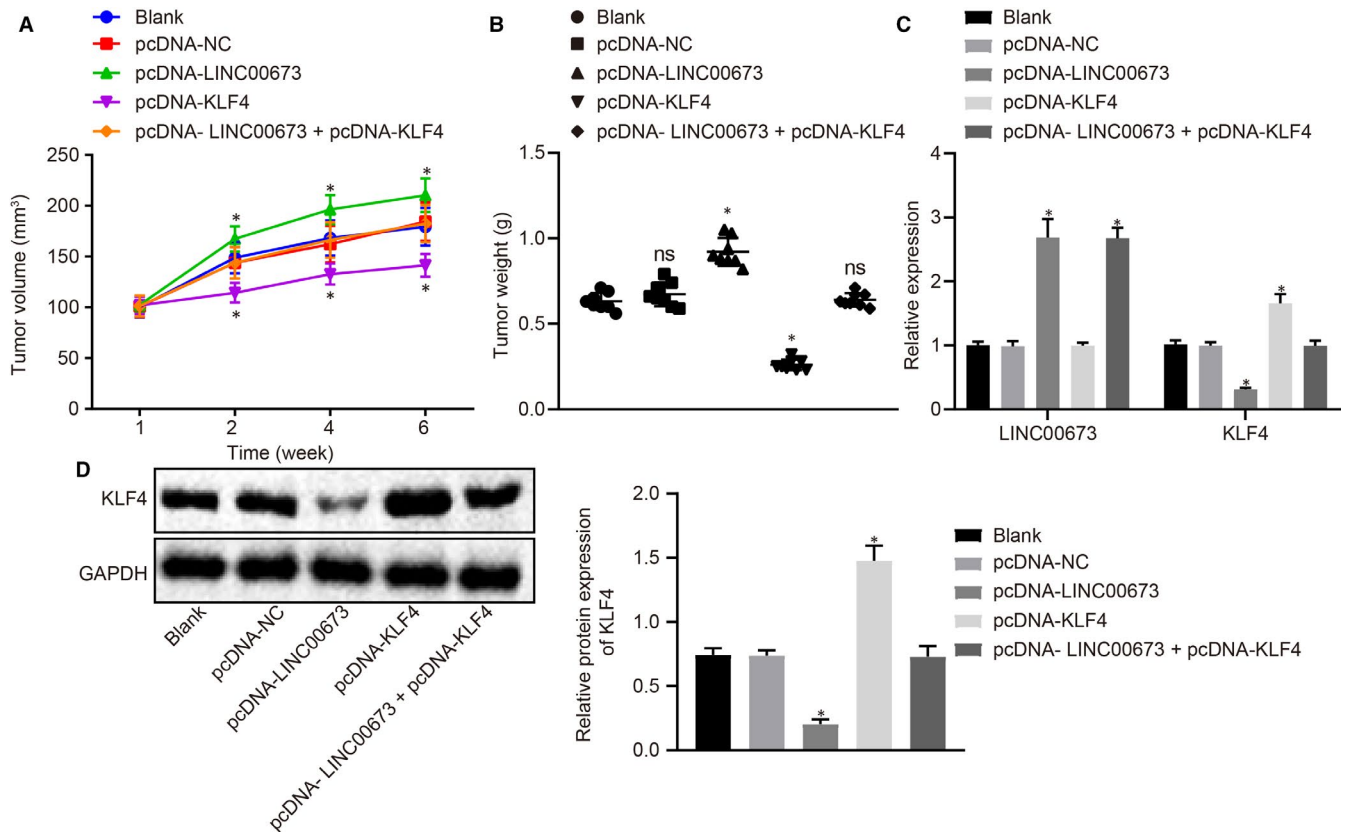 A
Blank
pcDNA-NC
pcDNA-LINC00673
pcDNA-KLF4
pcDNA- LINC00673 + pcDNA-KLF4
250
200
150
100
50
0
Tumor volume (mm³)
*
*
*
*
*
*
1
2
4
6
Time (week)
B
Blank
pcDNA-NC
pcDNA-LINC00673
pcDNA-KLF4
pcDNA- LINC00673 + pcDNA-KLF4
1.5
1.0
0.5
0.0
Tumor weight (g)
ns
*
*
ns
C
Blank
pcDNA-NC
pcDNA-LINC00673
pcDNA-KLF4
pcDNA- LINC00673 + pcDNA-KLF4
4
3
2
1
0
Relative expression
*
*
*
*
LINC00673
KLF4
D
KLF4
GAPDH
Blank
pcDNA-NC
pcDNA-LINC00673
pcDNA-KLF4
pcDNA- LINC00673 + pcDNA-KLF4
2.0
1.5
1.0
0.5
0.0
Relative protein expression
of KLF4
*
*
Blank
pcDNA-NC
pcDNA-LINC00673
pcDNA-KLF4
pcDNA- LINC00673 + pcDNA-KLF4